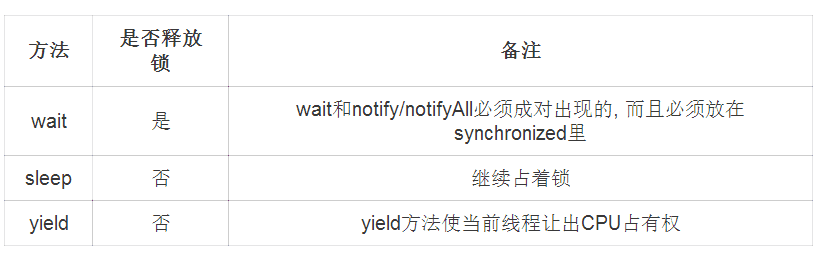 方法 是否释放锁 备注
wait 是 wait和notify/notifyAll必须成对出现的, 而且必须放在
synchronized里
sleep 否 继续占着锁
yield 否 yield方法使当前线程让出CPU占有权